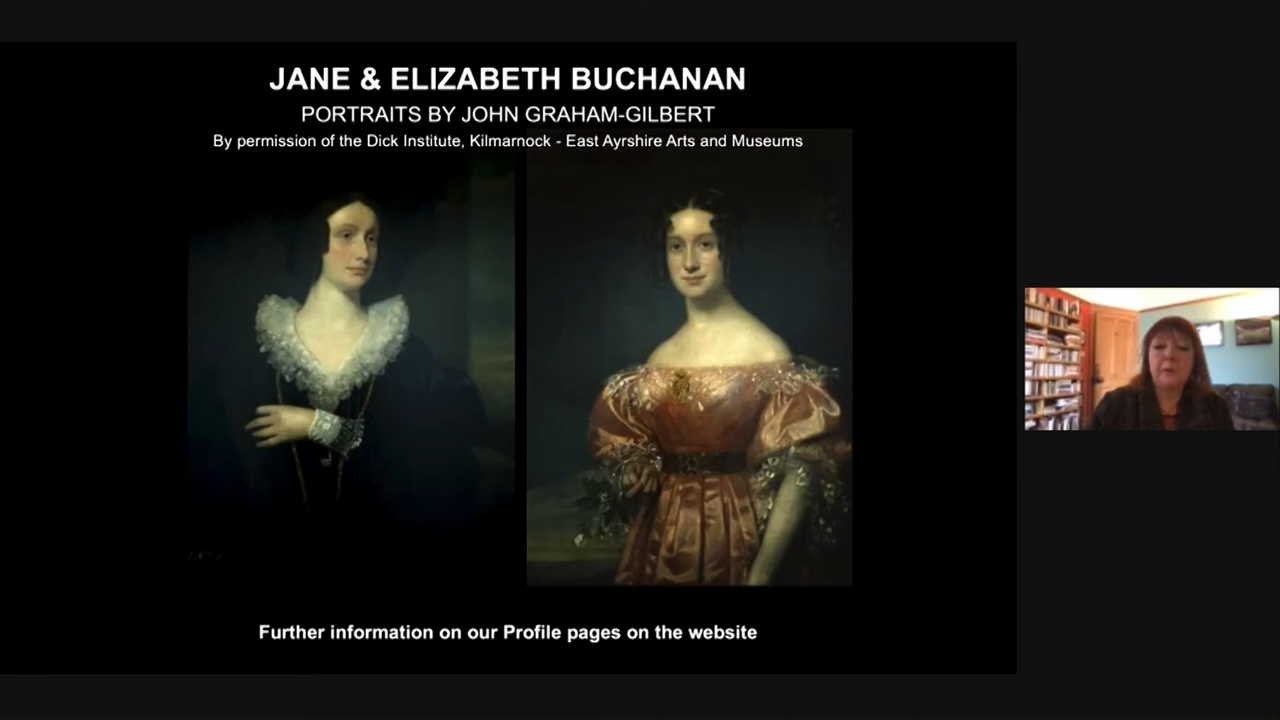 JANE & ELIZABETH BUCHANAN
PORTRAITS BY JOHN GRAHAM-GILBERT
By permission of the Dick Institute, Kilmarnock - East Ayrshire Arts and Museums
Further information on our Profile pages on the website